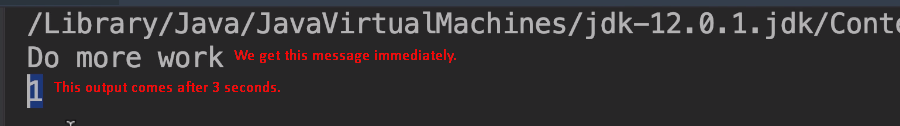 /Library/Java/JavaVirtualMachines/jdk-12.0.1.jdk/Conte
Do more work We get this message immediately.
1 This output comes after 3 seconds.